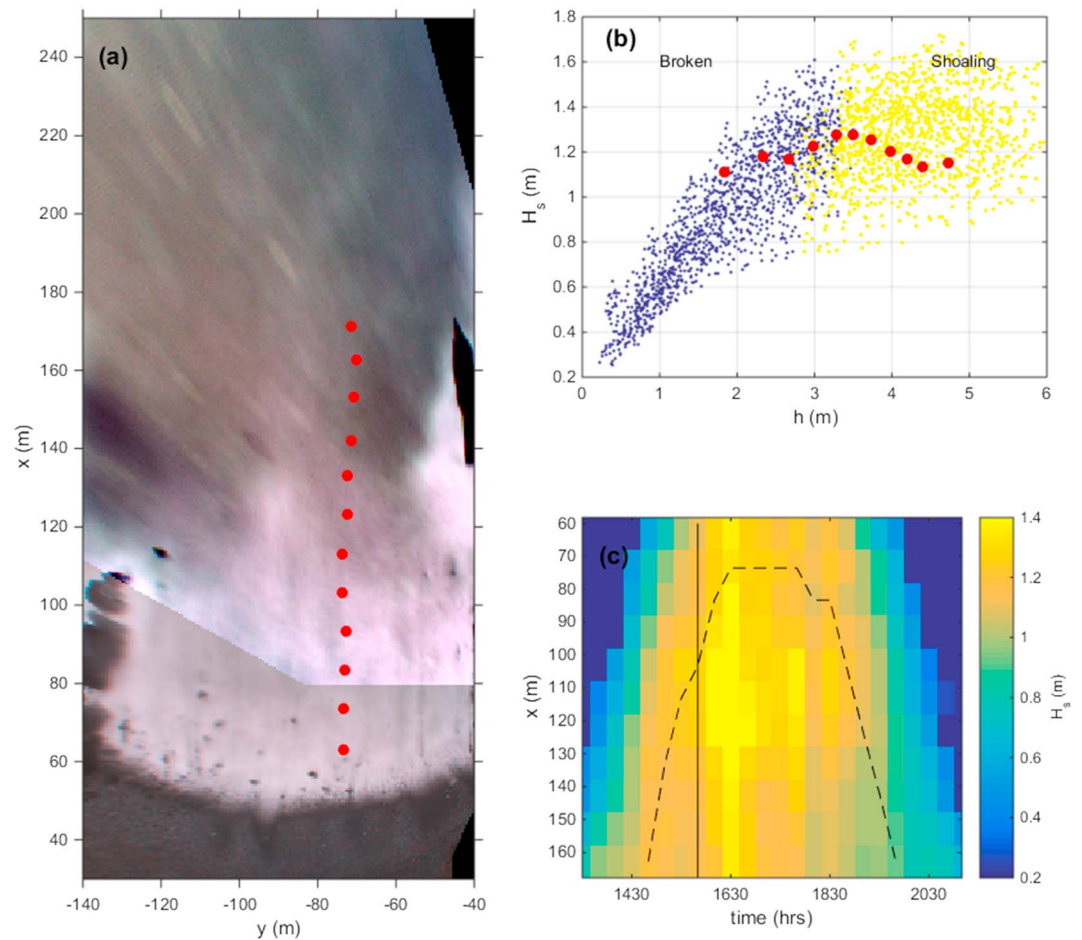 (a)
240
220
200
180
160
140
120
100
80
60
40
x (m)
-140 -120 -100 -80 -60 -40
y (m)
(b)
Broken Shoaling
1.8
1.6
1.4
1.2
1
0.8
0.6
0.4
0.2
H_s (m)
0 1 2 3 4 5 6
h (m)
(c)
60
70
80
90
100
110
120
130
140
150
160
x (m)
1430 1630 1830 2030
time (hrs)
1.4
1.2
1
0.8
0.6
0.4
0.2
H_s (m)